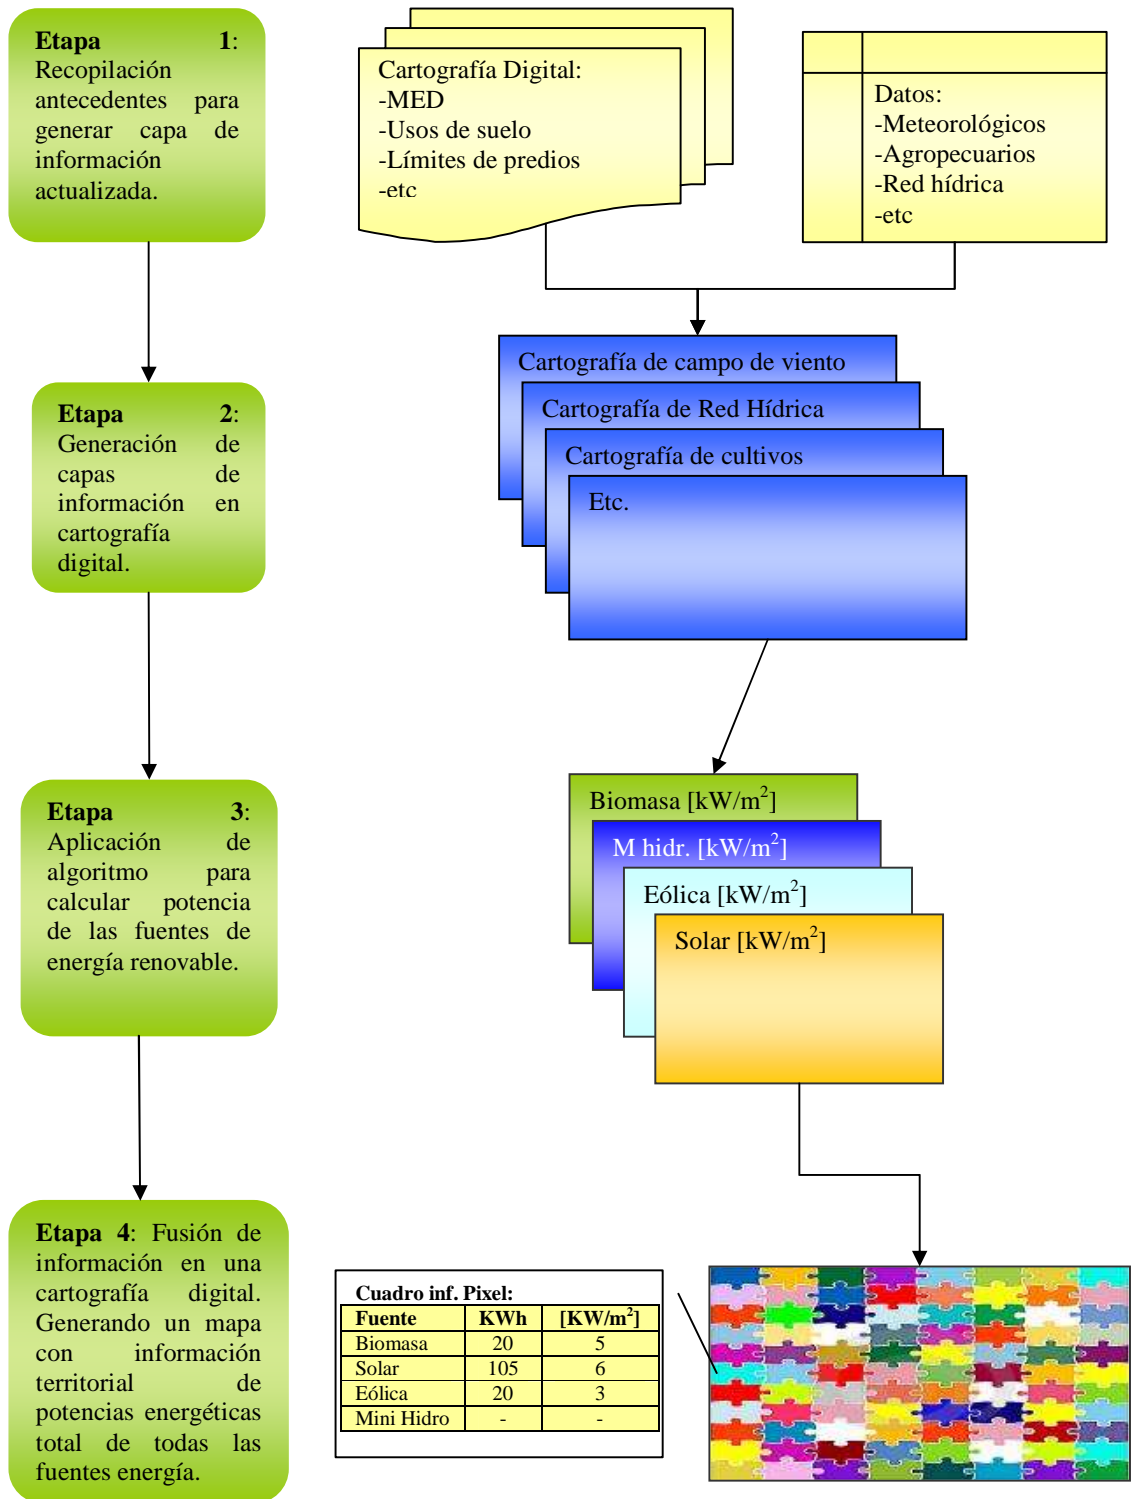 Etapa 1:
Recopilación
antecedentes para
generar capa de
información
actualizada.
Cartografía Digital:
-MED
-Usos de suelo
-Límites de predios
-etc
Datos:
-Meteorológicos
-Agropecuarios
-Red hídrica
-etc
Etapa 2:
Generación de
capas de
información en
cartografía
digital.
Cartografía de campo de viento
Cartografía de Red Hídrica
Cartografía de cultivos
Etc.
Etapa 3:
Aplicación de
algoritmo para
calcular potencia
de las fuentes de
energía renovable.
Biomasa [kW/m²]
M hidr. [kW/m²]
Eólica [kW/m²]
Solar [kW/m²]
Etapa 4: Fusión de
información en una
cartografía digital.
Generando un mapa
con información
territorial de
potencias energéticas
total de todas las
fuentes energía.
Cuadro inf. Pixel:
Fuente KWh [KW/m²]
Biomasa 20 5
Solar 105 6
Eólica 20 3
Mini Hidro - -